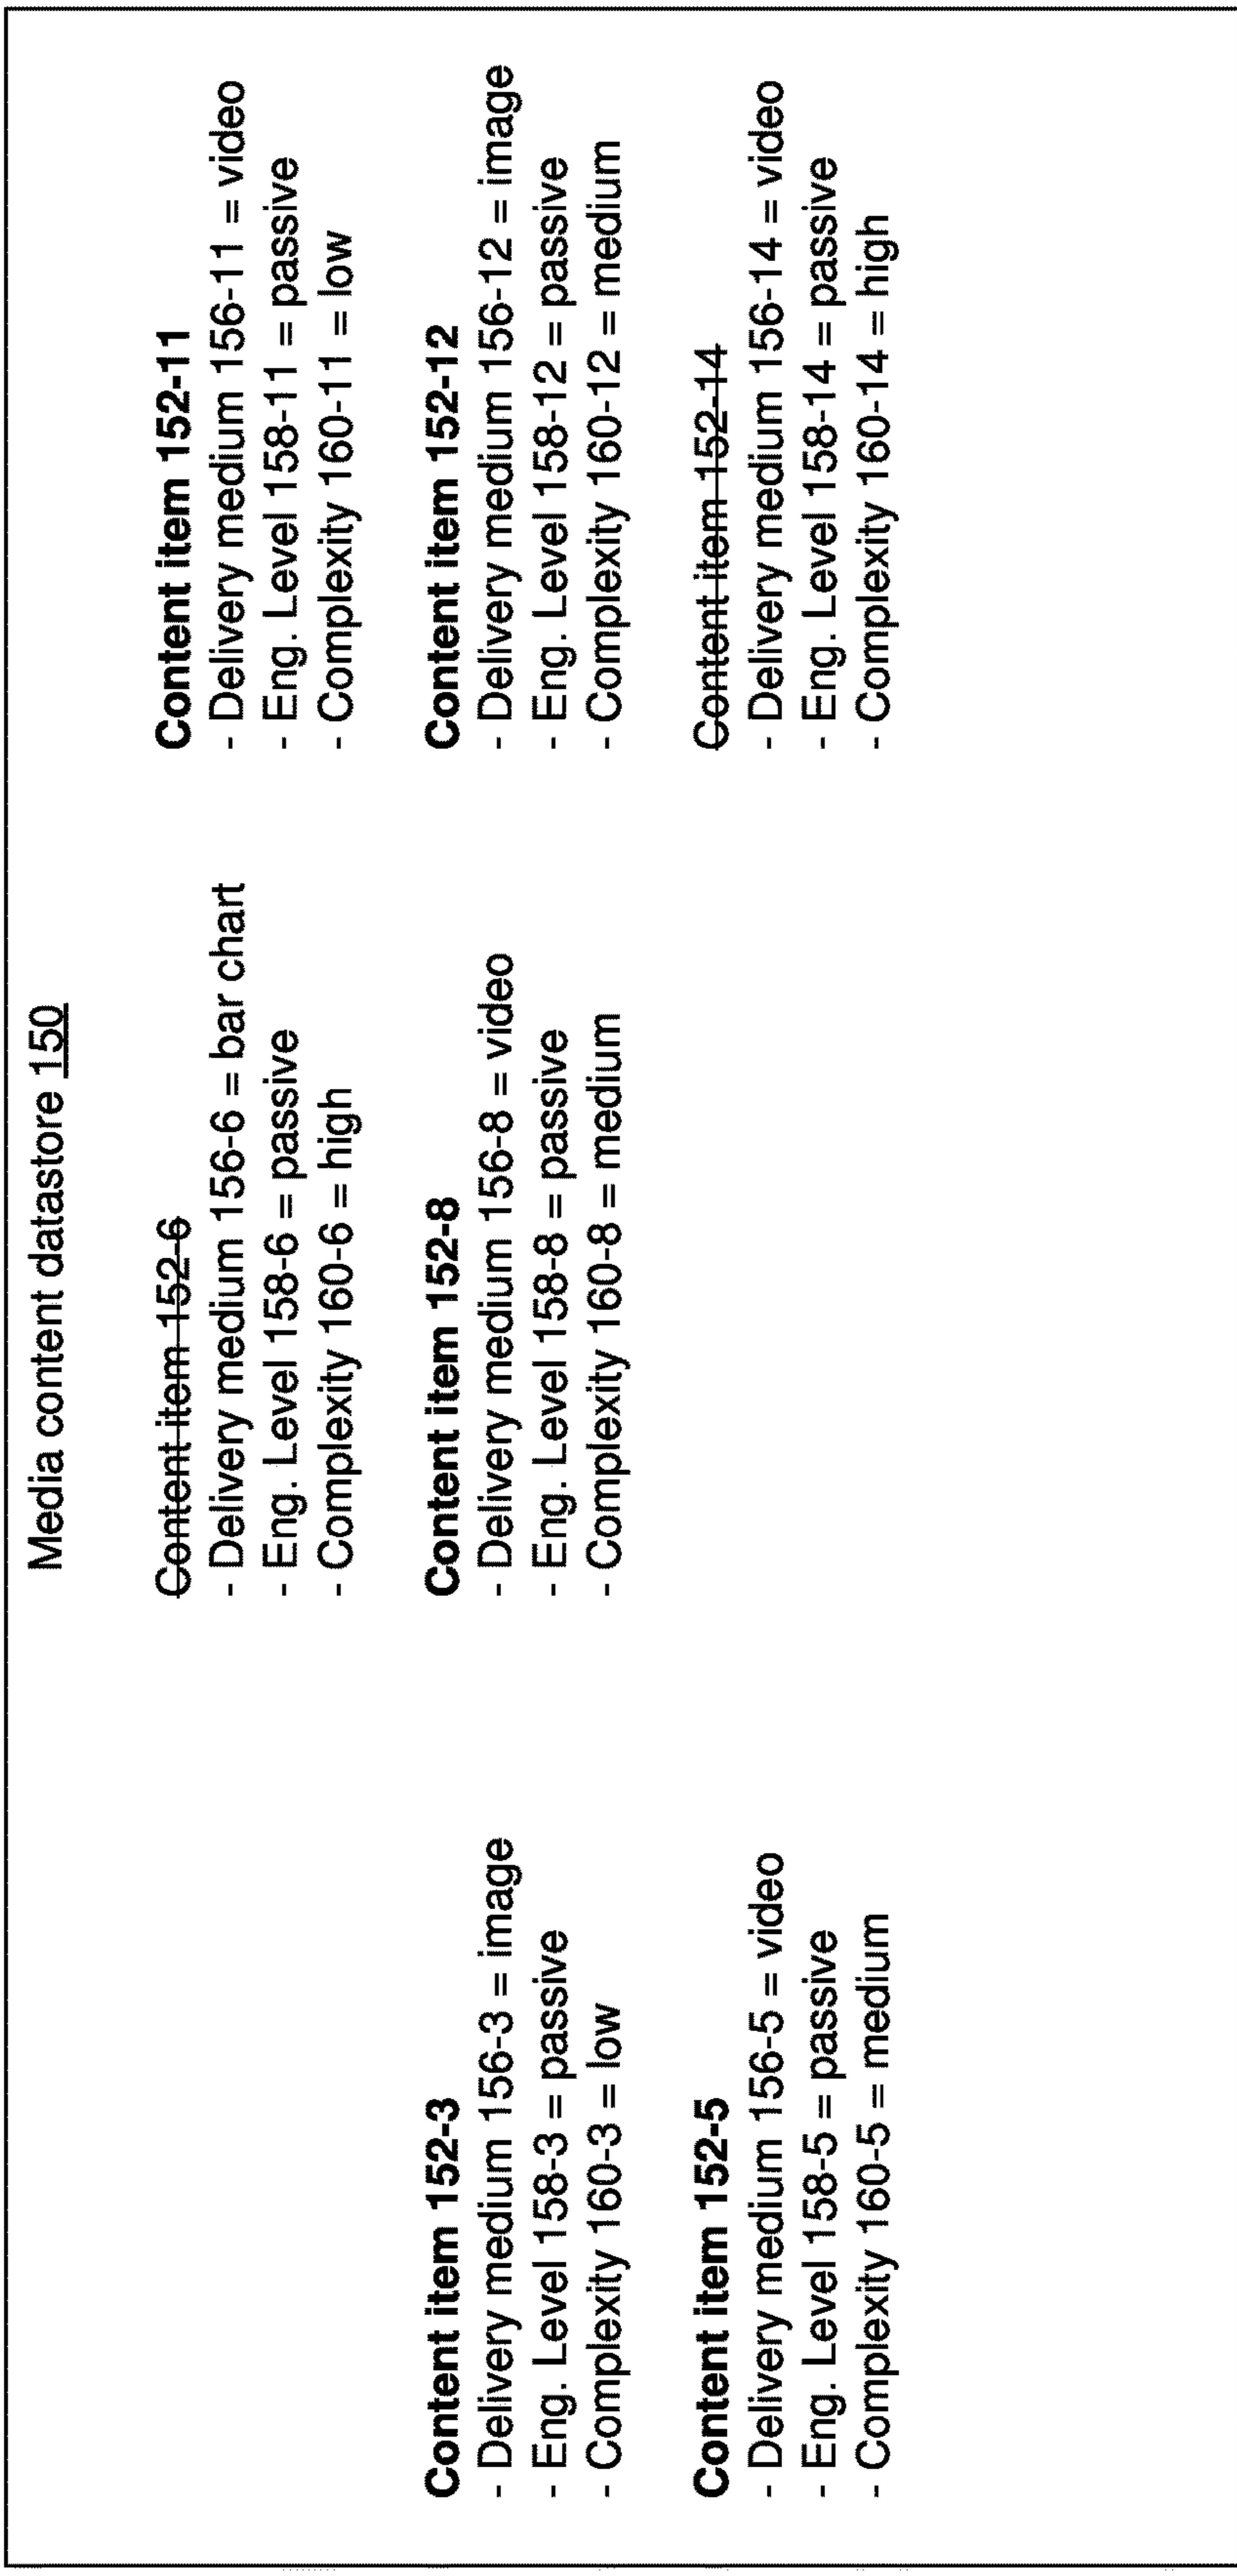 Media content datastore 150
Content item 152-3
- Delivery medium 156-3 = image
- Eng. Level 158-3 = passive
- Complexity 160-3 = low
Content item 152-5
- Delivery medium 156-5 = video
- Eng. Level 158-5 = passive
- Complexity 160-5 = medium
Content item 152-6
- Delivery medium 156-6 = bar chart
- Eng. Level 158-6 = passive
- Complexity 160-6 = high
Content item 152-8
- Delivery medium 156-8 = video
- Eng. Level 158-8 = passive
- Complexity 160-8 = medium
Content item 152-11
- Delivery medium 156-11 = video
- Eng. Level 158-11 = passive
- Complexity 160-11 = low
Content item 152-12
- Delivery medium 156-12 = image
- Eng. Level 158-12 = passive
- Complexity 160-12 = medium
Content item 152-14
- Delivery medium 156-14 = video
- Eng. Level 158-14 = passive
- Complexity 160-14 = high